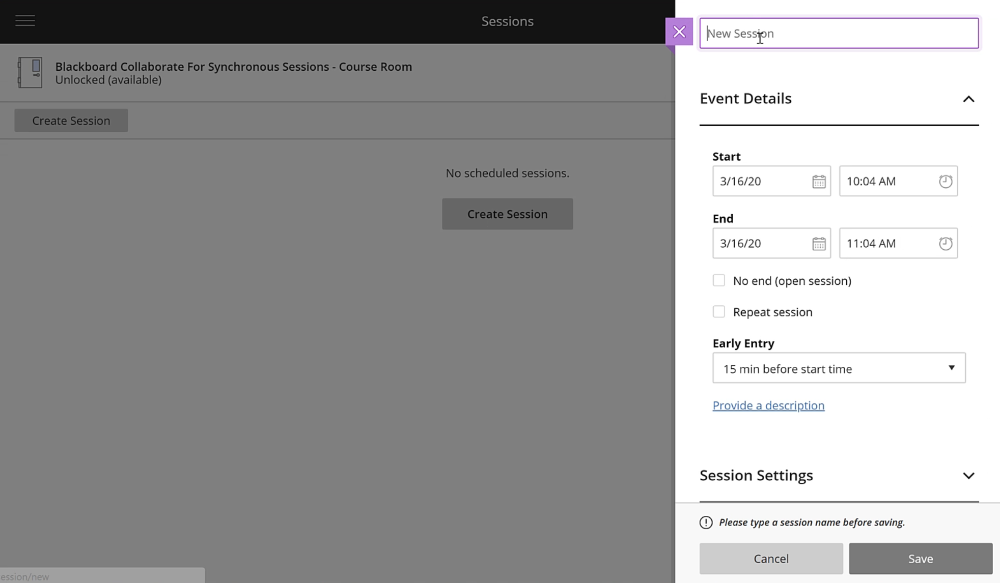 Sessions
Blackboard Collaborate For Synchronous Sessions - Course Room
Unlocked (available)
Create Session
No scheduled sessions.
Create Session
ession/new
New Session
Event Details
Start
3/16/20 10:04 AM
End
3/16/20 11:04 AM
No end (open session)
Repeat session
Early Entry
15 min before start time
Provide a description
Session Settings
Please type a session name before saving.
Cancel Save